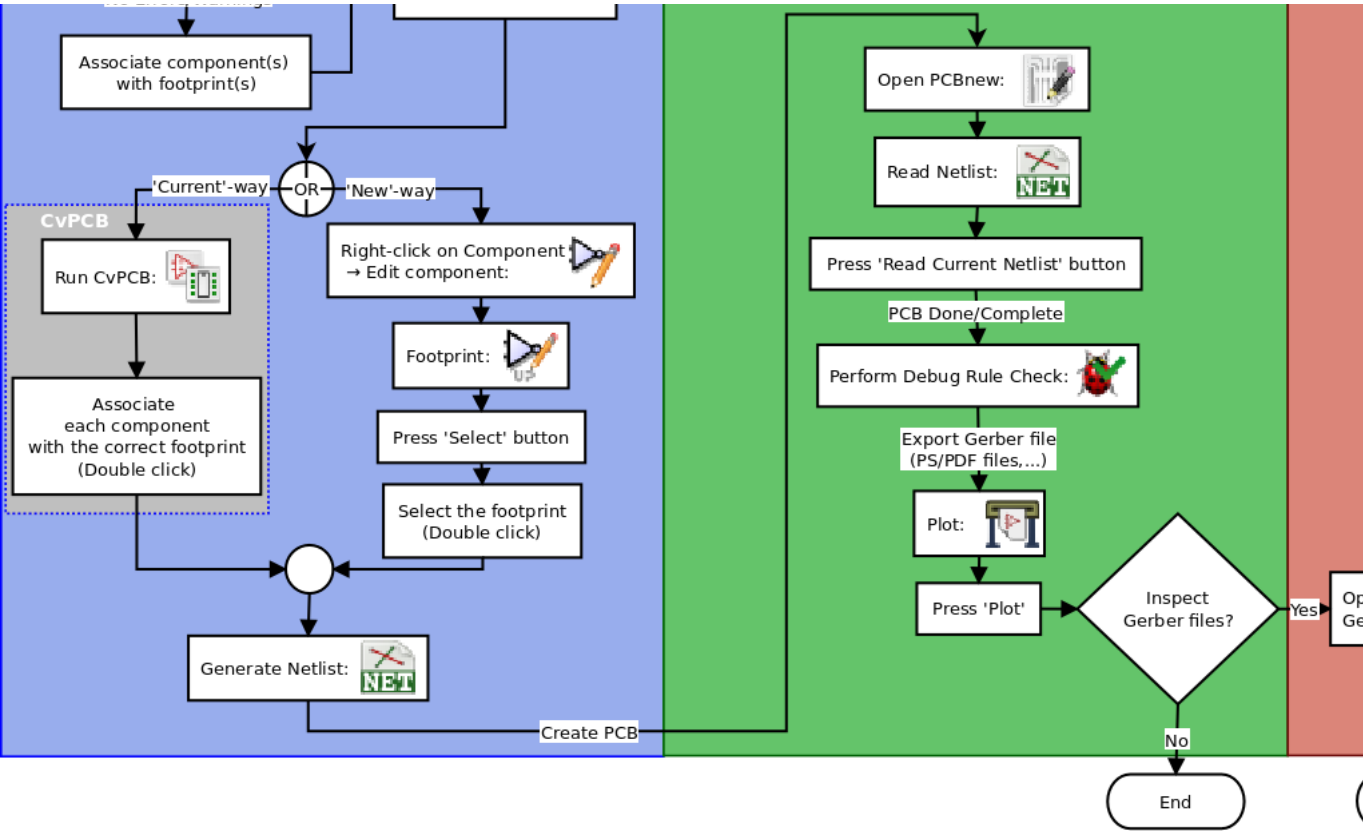 Associate component(s)
with footprint(s)
'Current'-way
OR
'New'-way
CvPCB
Run CvPCB:
Associate
each component
with the correct footprint
(Double click)
Right-click on Component
→ Edit component:
Footprint:
Press 'Select' button
Select the footprint
(Double click)
Generate Netlist:
NET
Create PCB
Open PCBnew:
Read Netlist:
NET
Press 'Read Current Netlist' button
PCB Done/Complete
Perform Debug Rule Check:
Export Gerber file
(PS/PDF files,...)
Plot:
Press 'Plot'
Inspect
Gerber files?
Yes
No
End